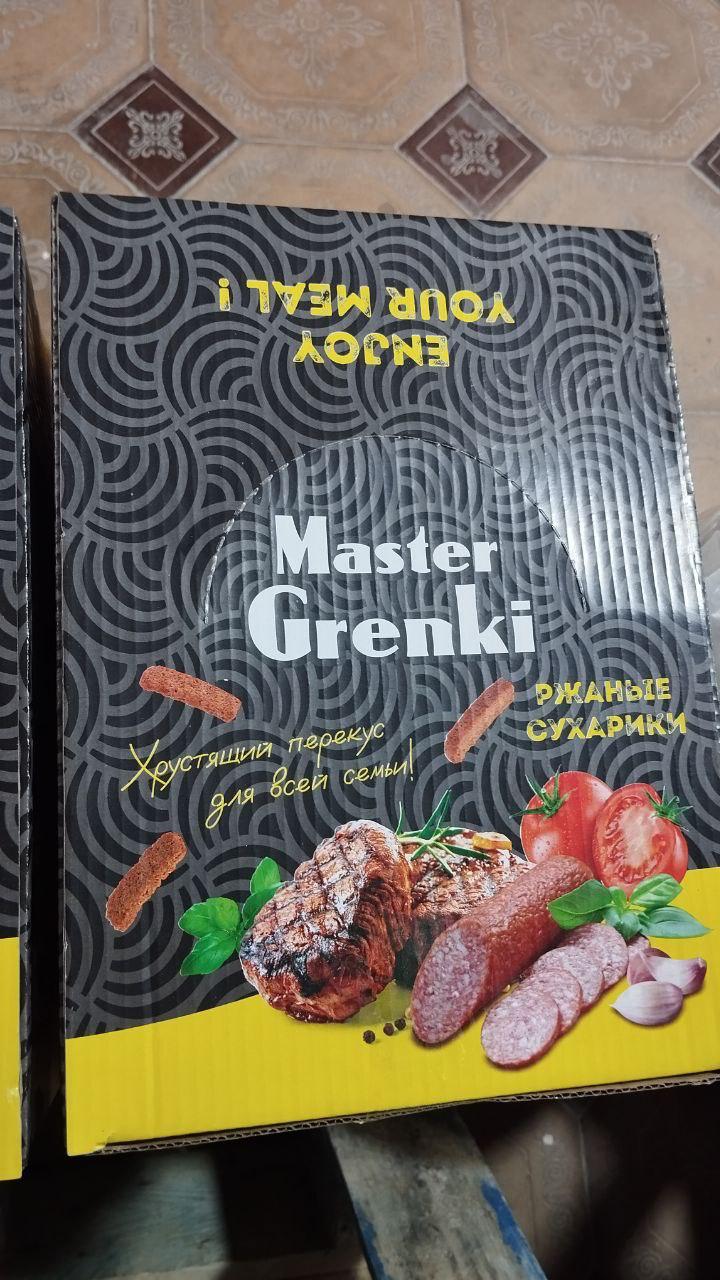 ENJOY
YOUR MEAL!
Master
Grenki
РЖАНЫЕ
СУХАРИКИ
Хрустящий перекус
для всей семьи!